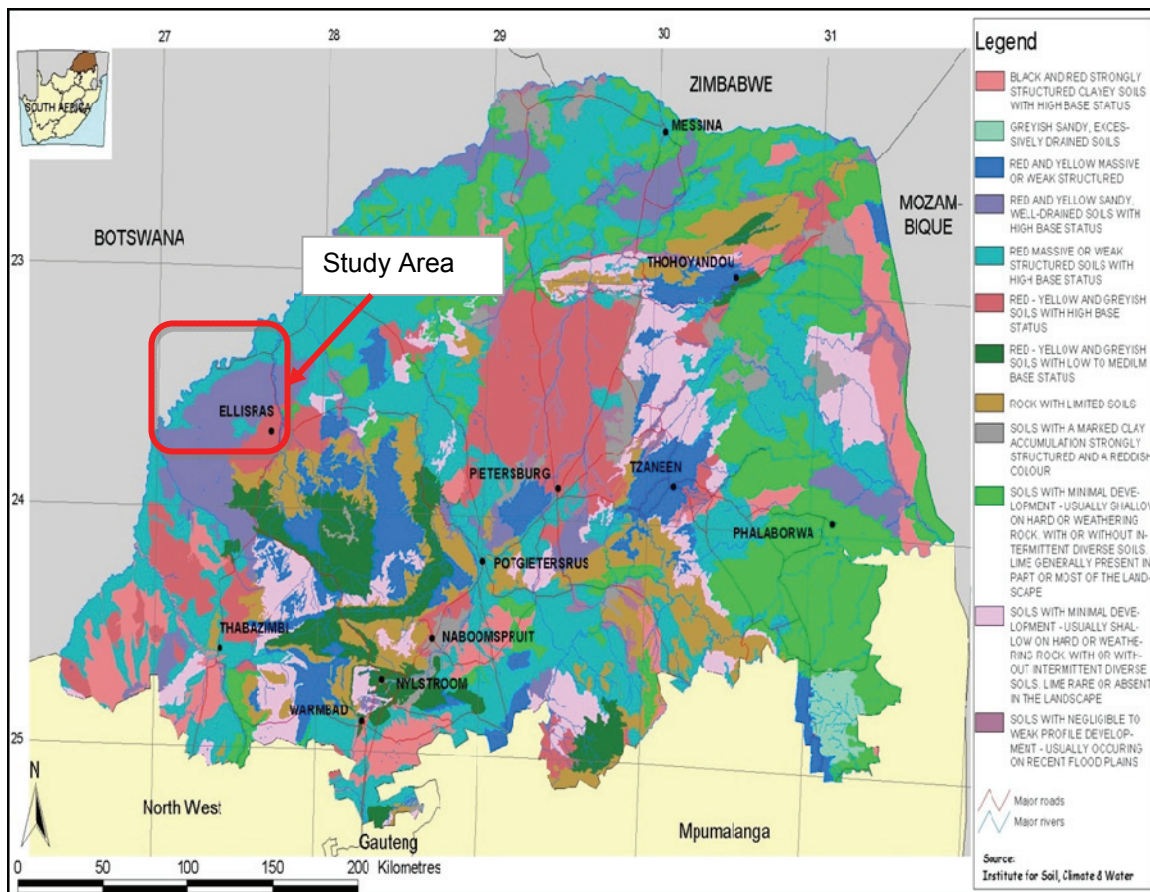 27
28
29
30
31
SOUTH AFRICA
ZIMBABWE
MESSINA
MOZAM-
BIQUE
BOTSWANA
23
Study Area
THOHOYANDOU
ELLISRAS
PIETERSBURG
TZANEEN
24
PHALABORWA
POTGIETERSRUS
THABAZIMBI
NABOOMSPRUIT
NYLSTROOM
WARMBAD
25
N
North West
Gauteng
Mpumalanga
0 50 100 150 200 Kilometres
Legend
BLACK AND RED STRONGLY
STRUCTURED CLAYEY SOILS
WITH HIGH BASE STATUS
GREYISH SANDY, EXCES-
SIVELY DRAINED SOILS
RED AND YELLOW MASSIVE
OR WEAK STRUCTURED
RED AND YELLOW SANDY,
WELL-DRAINED SOILS WITH
HIGH BASE STATUS
RED MASSIVE OR WEAK
STRUCTURED SOILS WITH
HIGH BASE STATUS
RED - YELLOW AND GREYISH
SOILS WITH HIGH BASE
STATUS
RED - YELLOW AND GREYISH
SOILS WITH LOW TO MEDIUM
BASE STATUS
ROCK WITH LIMITED SOILS
SOILS WITH A MARKED CLAY
ACCUMULATION STRONGLY
STRUCTURED AND A REDDISH
COLOUR
SOILS WITH MINIMAL DEVE-
LOPMENT - USUALLY SHALLOW
ON HARD OR WEATHERING
ROCK, WITH OR WITHOUT IN-
TERMITTENT DIVERSE SOILS.
LIME GENERALLY PRESENT IN
PART OR MOST OF THE LAND-
SCAPE
SOILS WITH MINIMAL DEVE-
LOPMENT - USUALLY SHAL-
LOW ON HARD OR WEATHE-
RING ROCK, WITH OR WITH-
OUT INTERMITTENT DIVERSE
SOILS. LIME RARE OR ABSENT
IN THE LANDSCAPE
SOILS WITH NEGLIGIBLE TO
WEAK PROFILE DEVELOP-
MENT - USUALLY OCCURING
ON RECENT FLOOD PLAINS
Major roads
Major rivers
Source:
Institute for Soil, Climate & Water